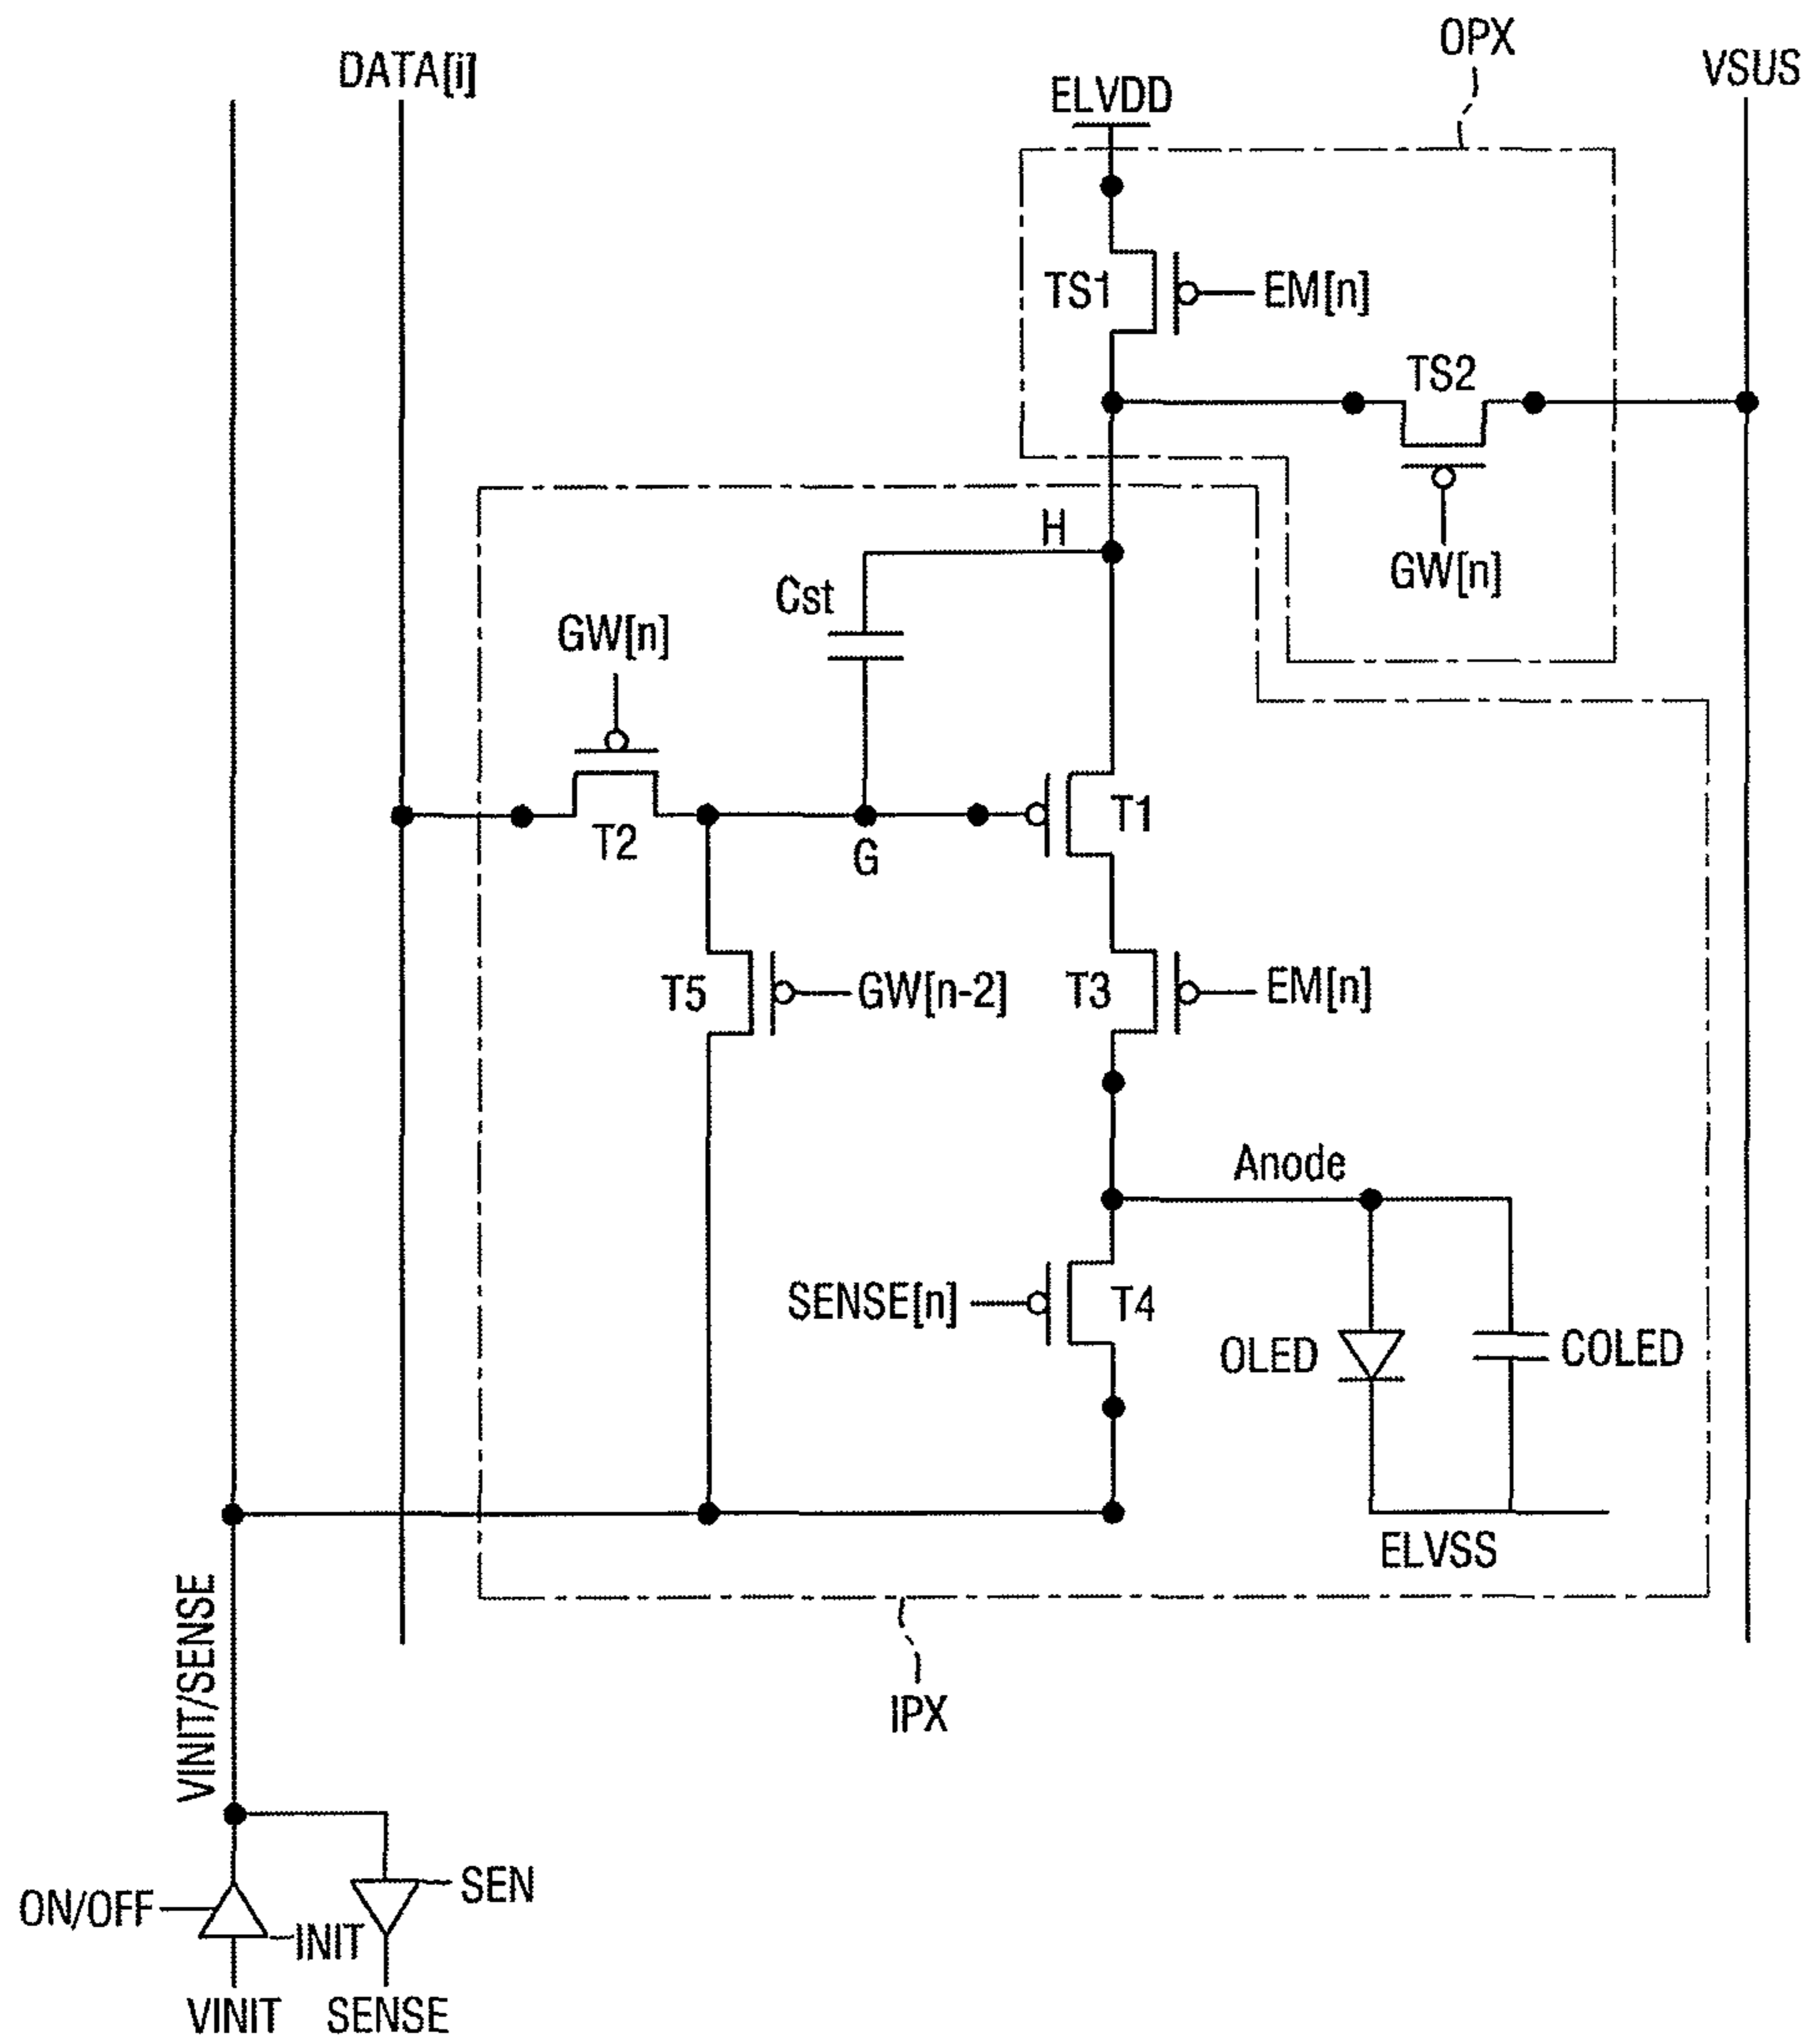 OPX
DATA[i]
VSUS
ELVDD
TS1
EM[n]
TS2
H
GW[n]
Cst
GW[n]
T1
T2
G
T5
GW[n-2]
T3
EM[n]
Anode
SENSE[n]
T4
OLED
COLED
ELVSS
VINIT/SENSE
IPX
SEN
ON/OFF
INIT
VINIT
SENSE